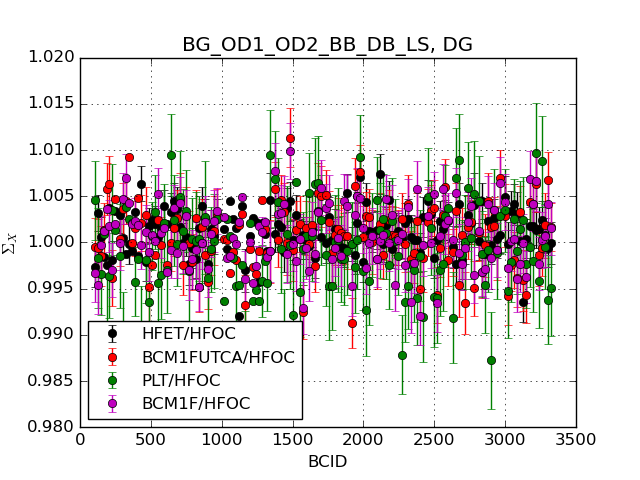 BG_OD1_OD2_BB_DB_LS, DG
1.020
1.015
1.010
1.005
1.000
0.995
0.990
0.985
0.980
Σ_X
HFET/HFOC
BCM1FUTCA/HFOC
PLT/HFOC
BCM1F/HFOC
0 500 1000 1500 2000 2500 3000 3500
BCID